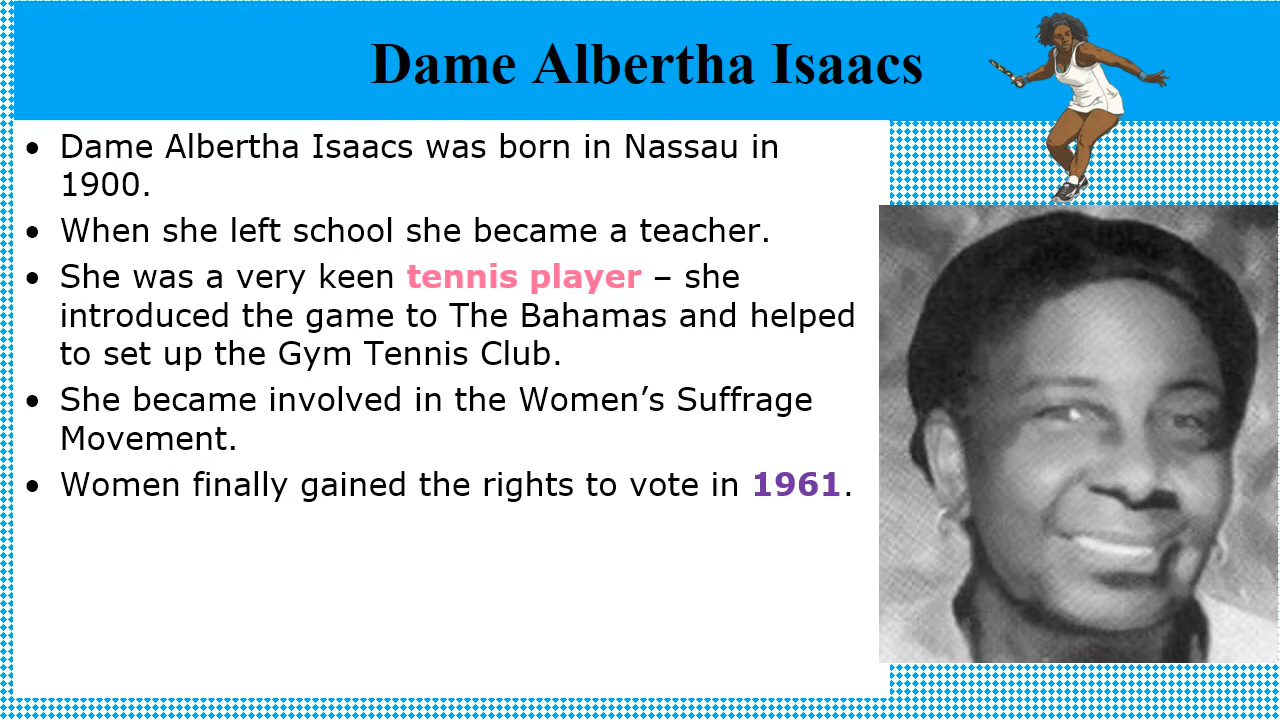 Dame Albertha Isaacs
• Dame Albertha Isaacs was born in Nassau in
1900.
• When she left school she became a teacher.
• She was a very keen tennis player – she
introduced the game to The Bahamas and helped
to set up the Gym Tennis Club.
• She became involved in the Women’s Suffrage
Movement.
• Women finally gained the rights to vote in 1961.